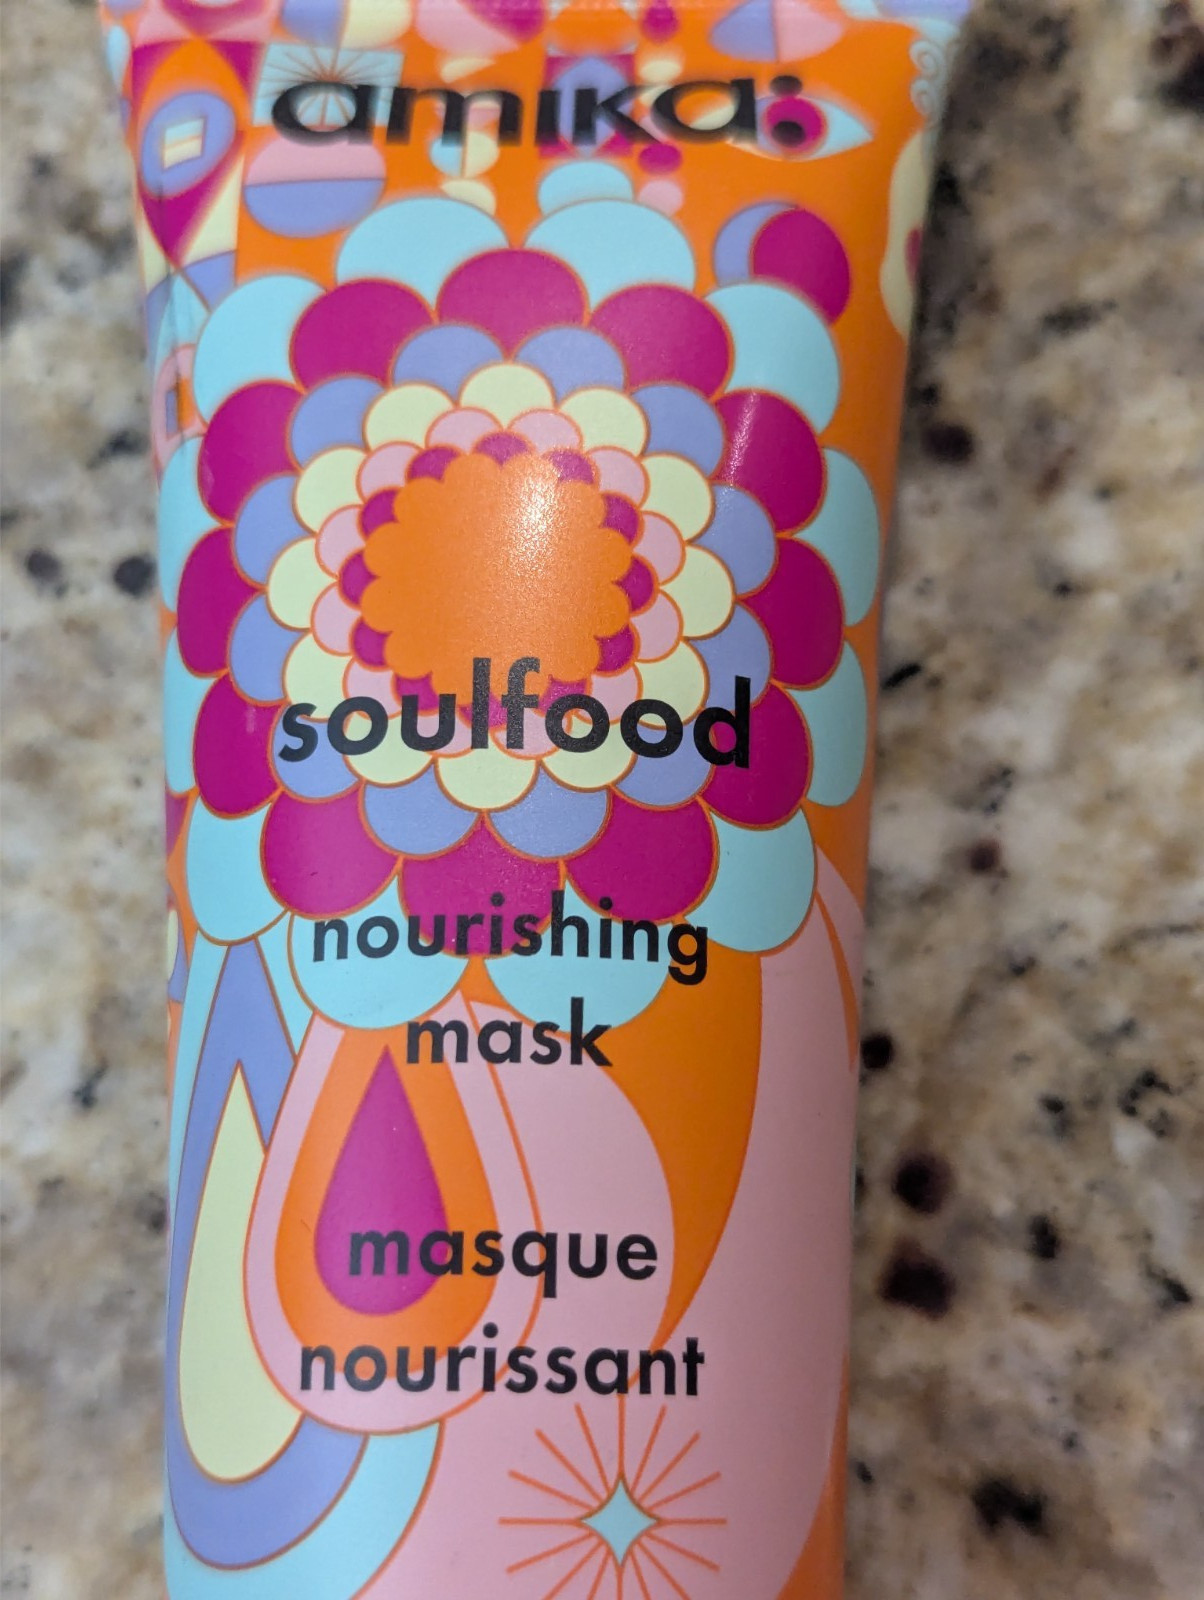 amika:
soulfood
nourishing
mask
masque
nourissant